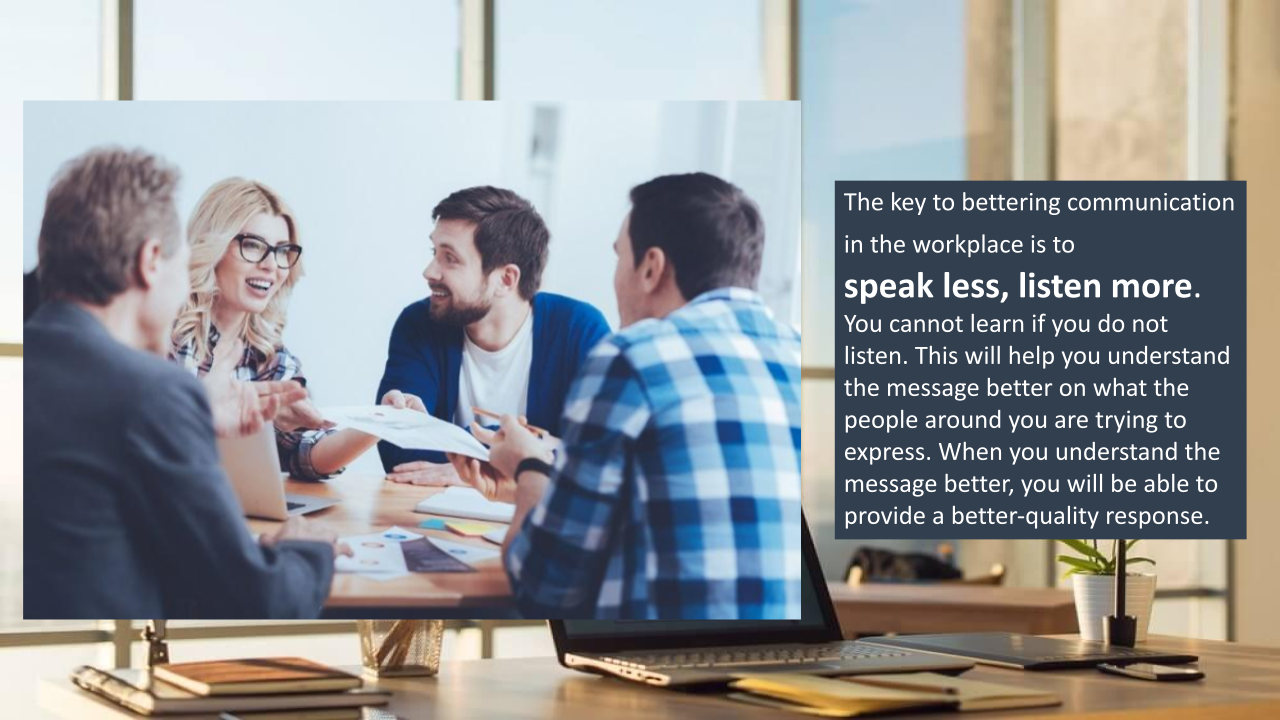 The key to bettering communication
in the workplace is to
speak less, listen more.
You cannot learn if you do not
listen. This will help you understand
the message better on what the
people around you are trying to
express. When you understand the
message better, you will be able to
provide a better-quality response.